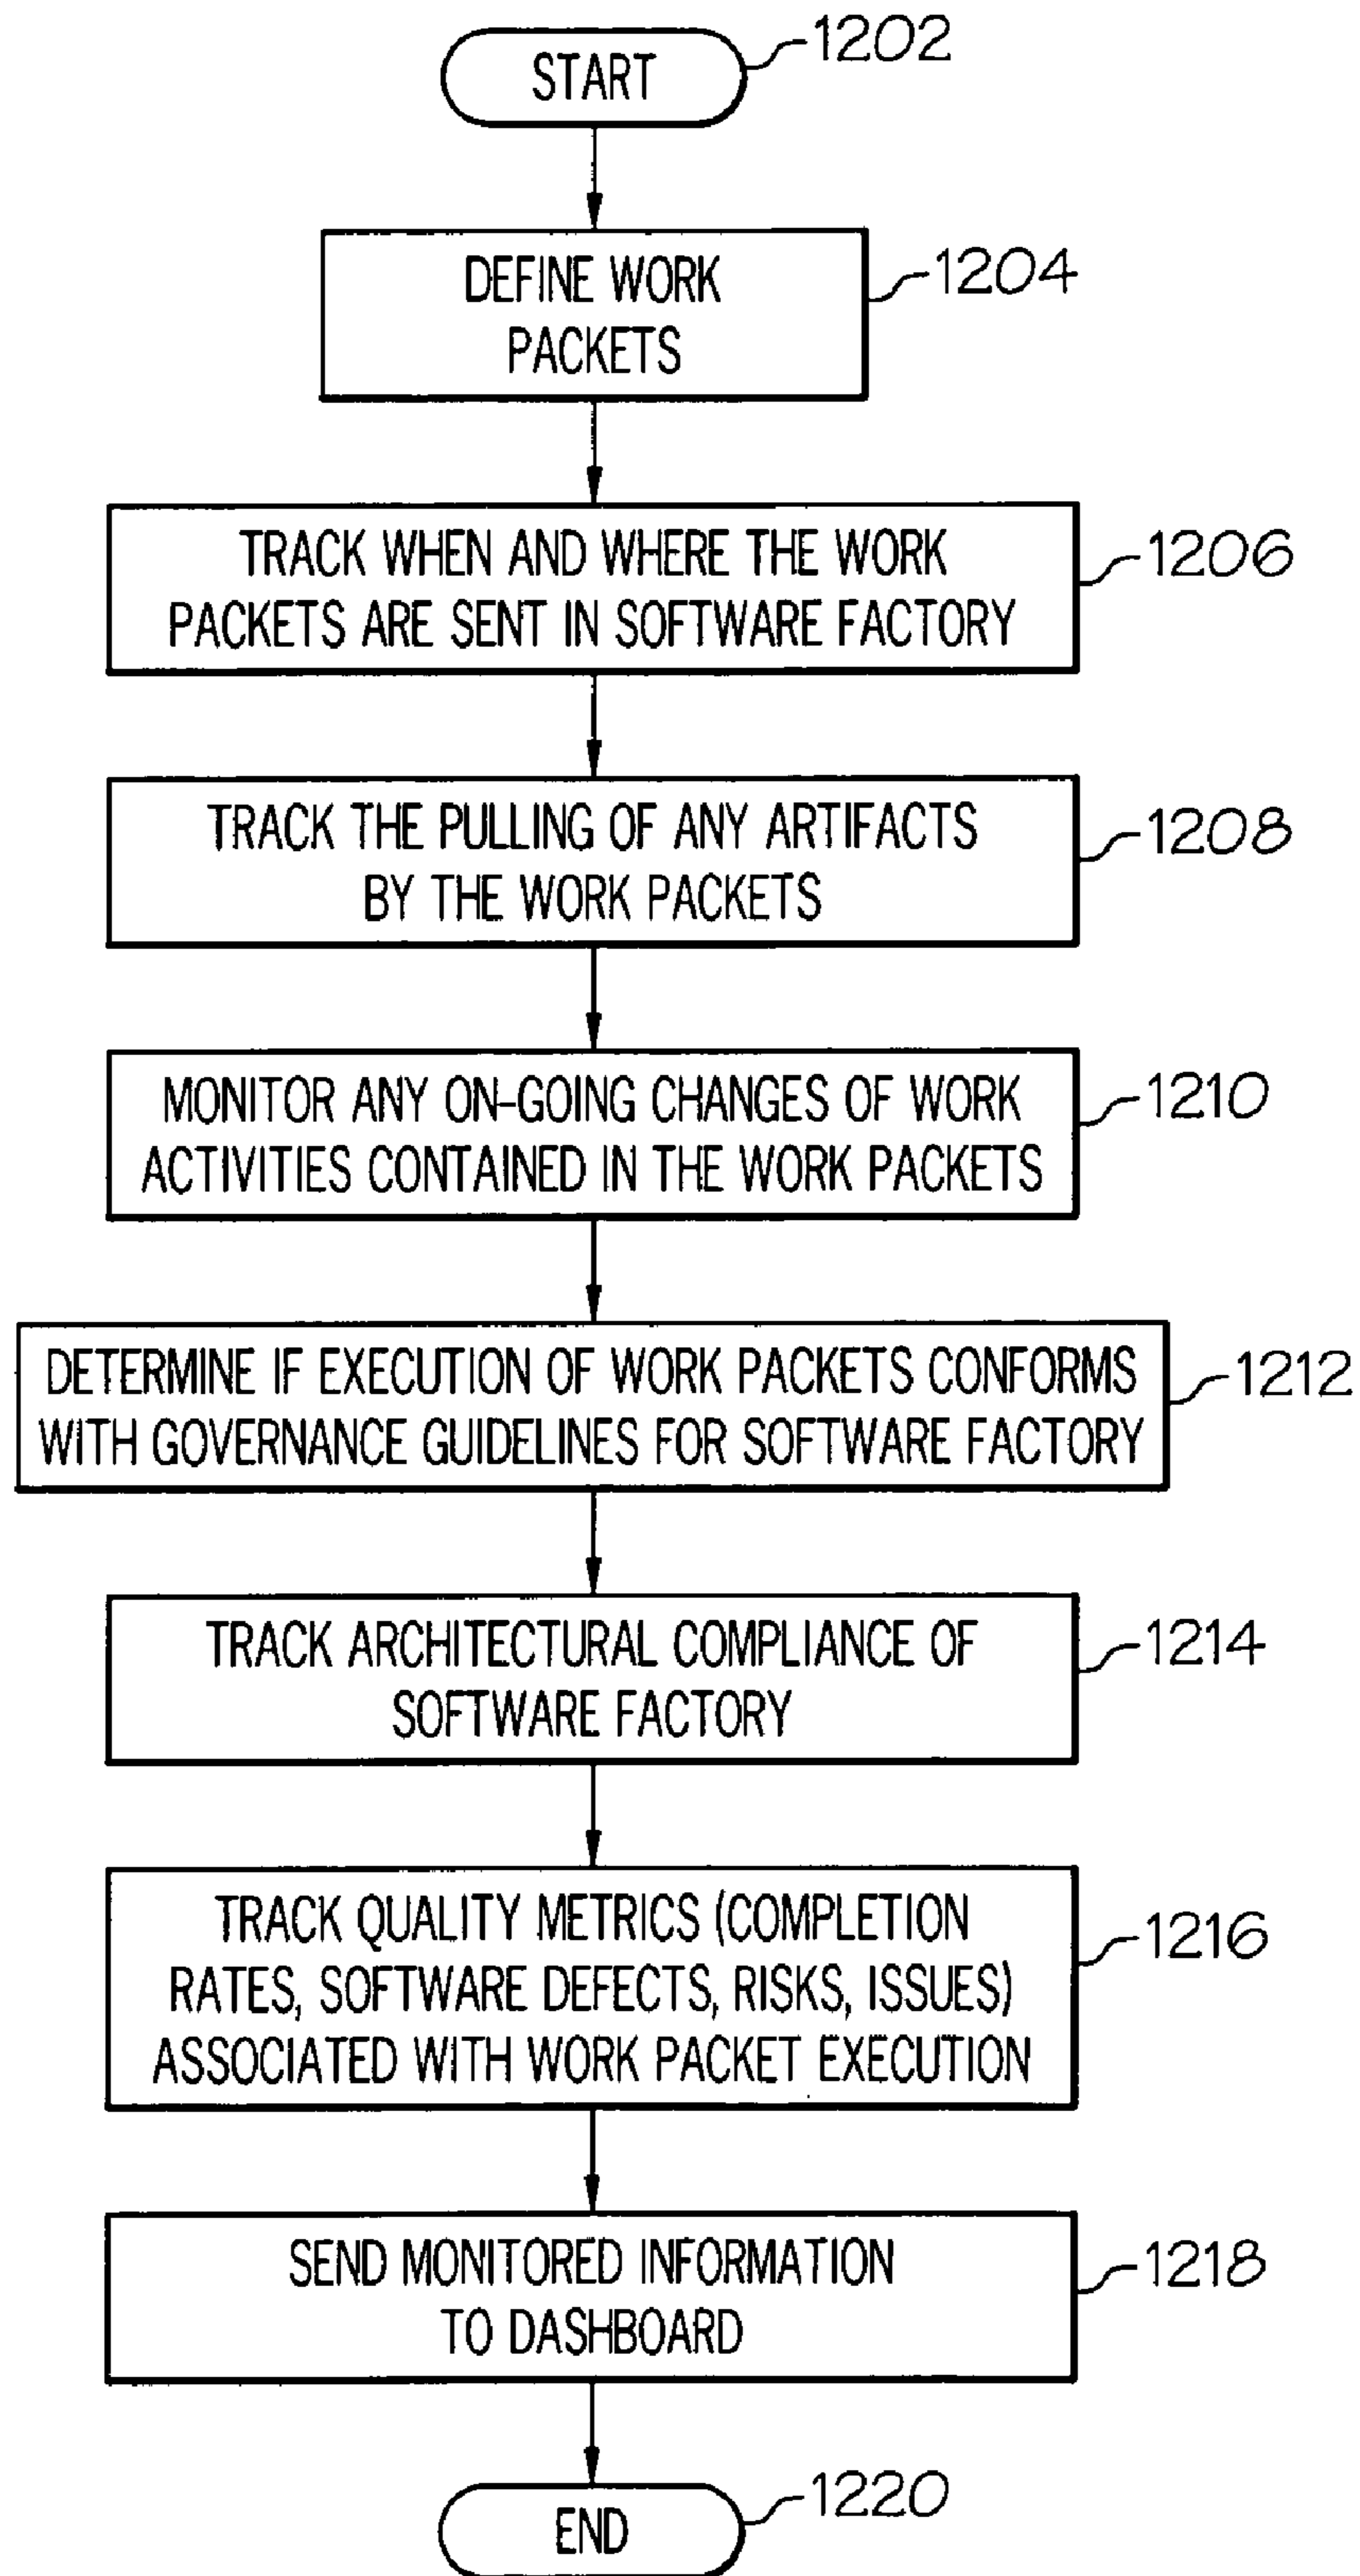 START
1202
DEFINE WORK
PACKETS
1204
TRACK WHEN AND WHERE THE WORK
PACKETS ARE SENT IN SOFTWARE FACTORY
1206
TRACK THE PULLING OF ANY ARTIFACTS
BY THE WORK PACKETS
1208
MONITOR ANY ON-GOING CHANGES OF WORK
ACTIVITIES CONTAINED IN THE WORK PACKETS
1210
DETERMINE IF EXECUTION OF WORK PACKETS CONFORMS
WITH GOVERNANCE GUIDELINES FOR SOFTWARE FACTORY
1212
TRACK ARCHITECTURAL COMPLIANCE OF
SOFTWARE FACTORY
1214
TRACK QUALITY METRICS (COMPLETION
RATES, SOFTWARE DEFECTS, RISKS, ISSUES)
ASSOCIATED WITH WORK PACKET EXECUTION
1216
SEND MONITORED INFORMATION
TO DASHBOARD
1218
END
1220